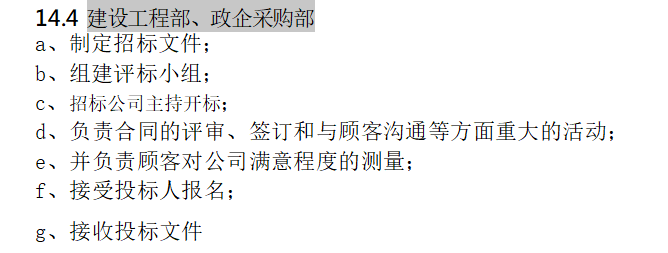 14.4 建设工程部、政企采购部
a、制定招标文件；
b、组建评标小组；
c、招标公司主持开标；
d、负责合同的评审、签订和与顾客沟通等方面重大的活动；
e、并负责顾客对公司满意程度的测量；
f、接受投标人报名；
g、接收投标文件